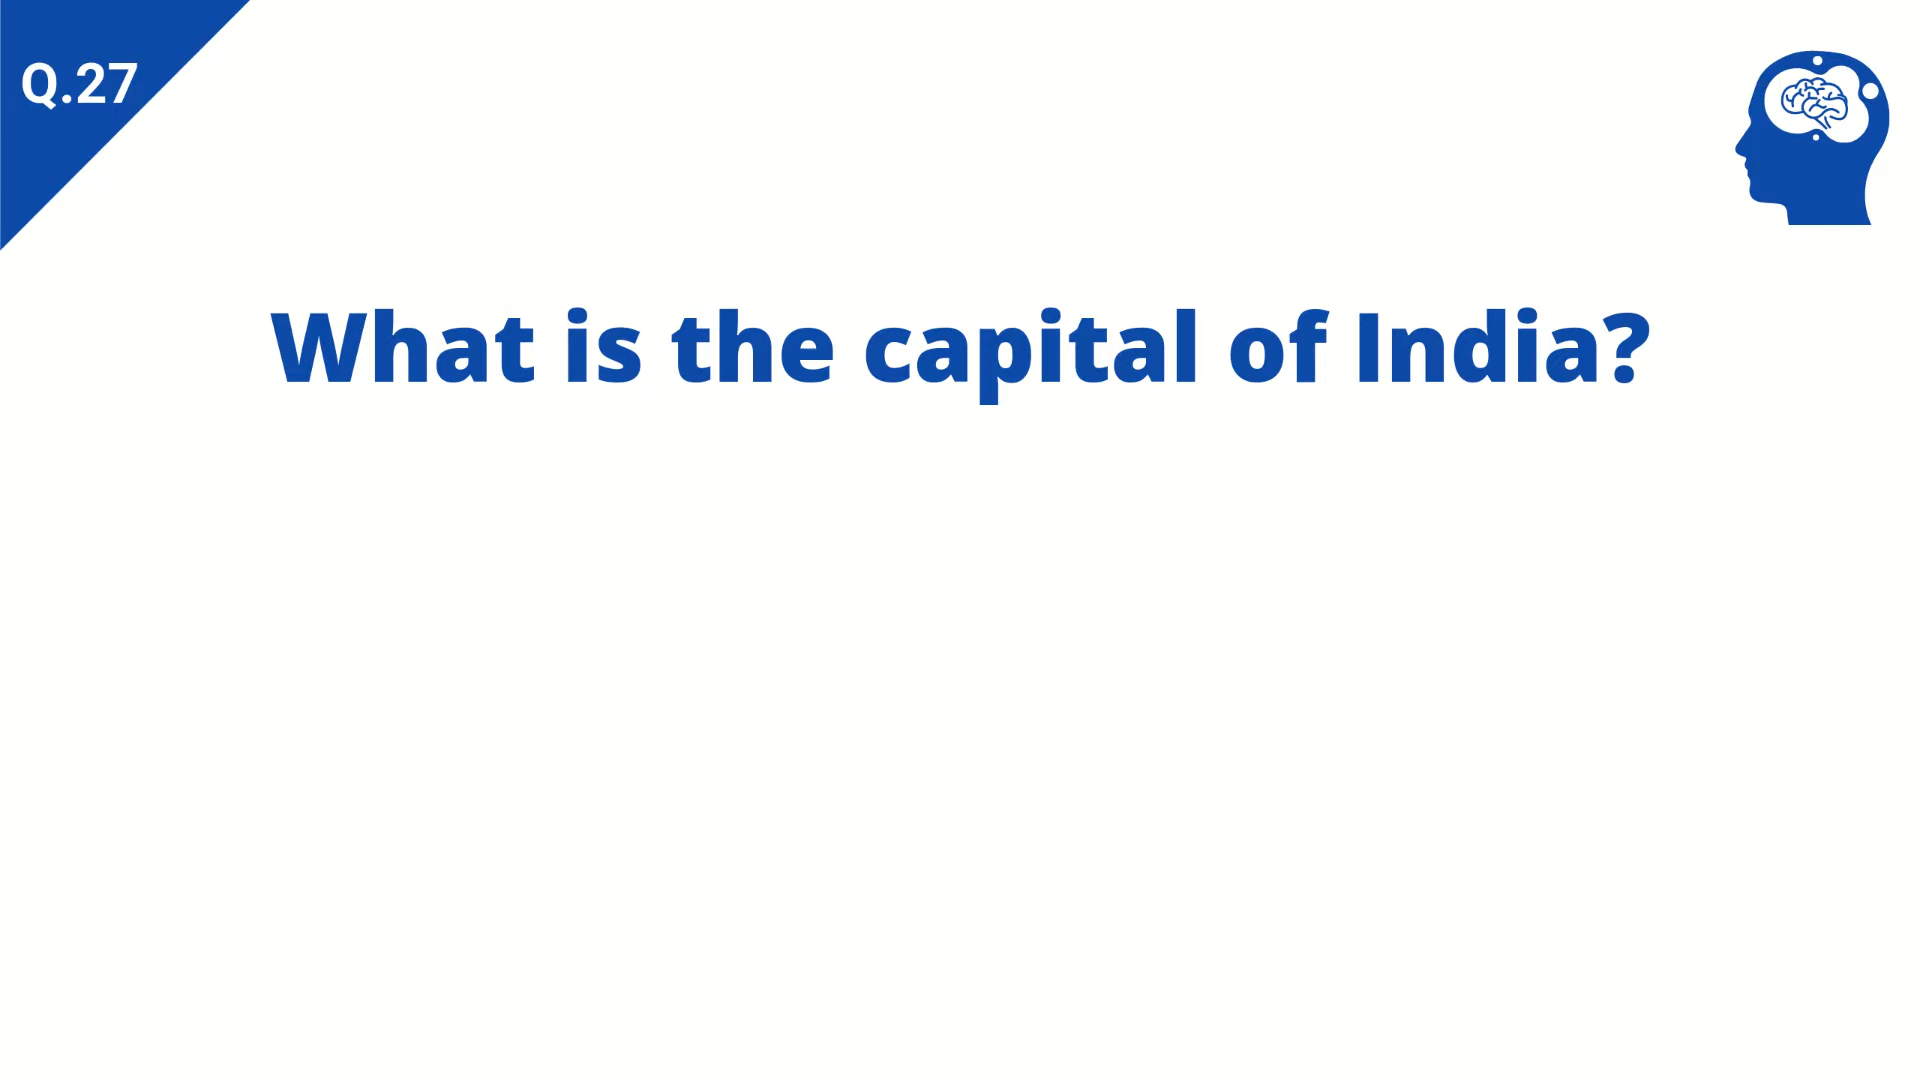 Q.27
What is the capital of India?